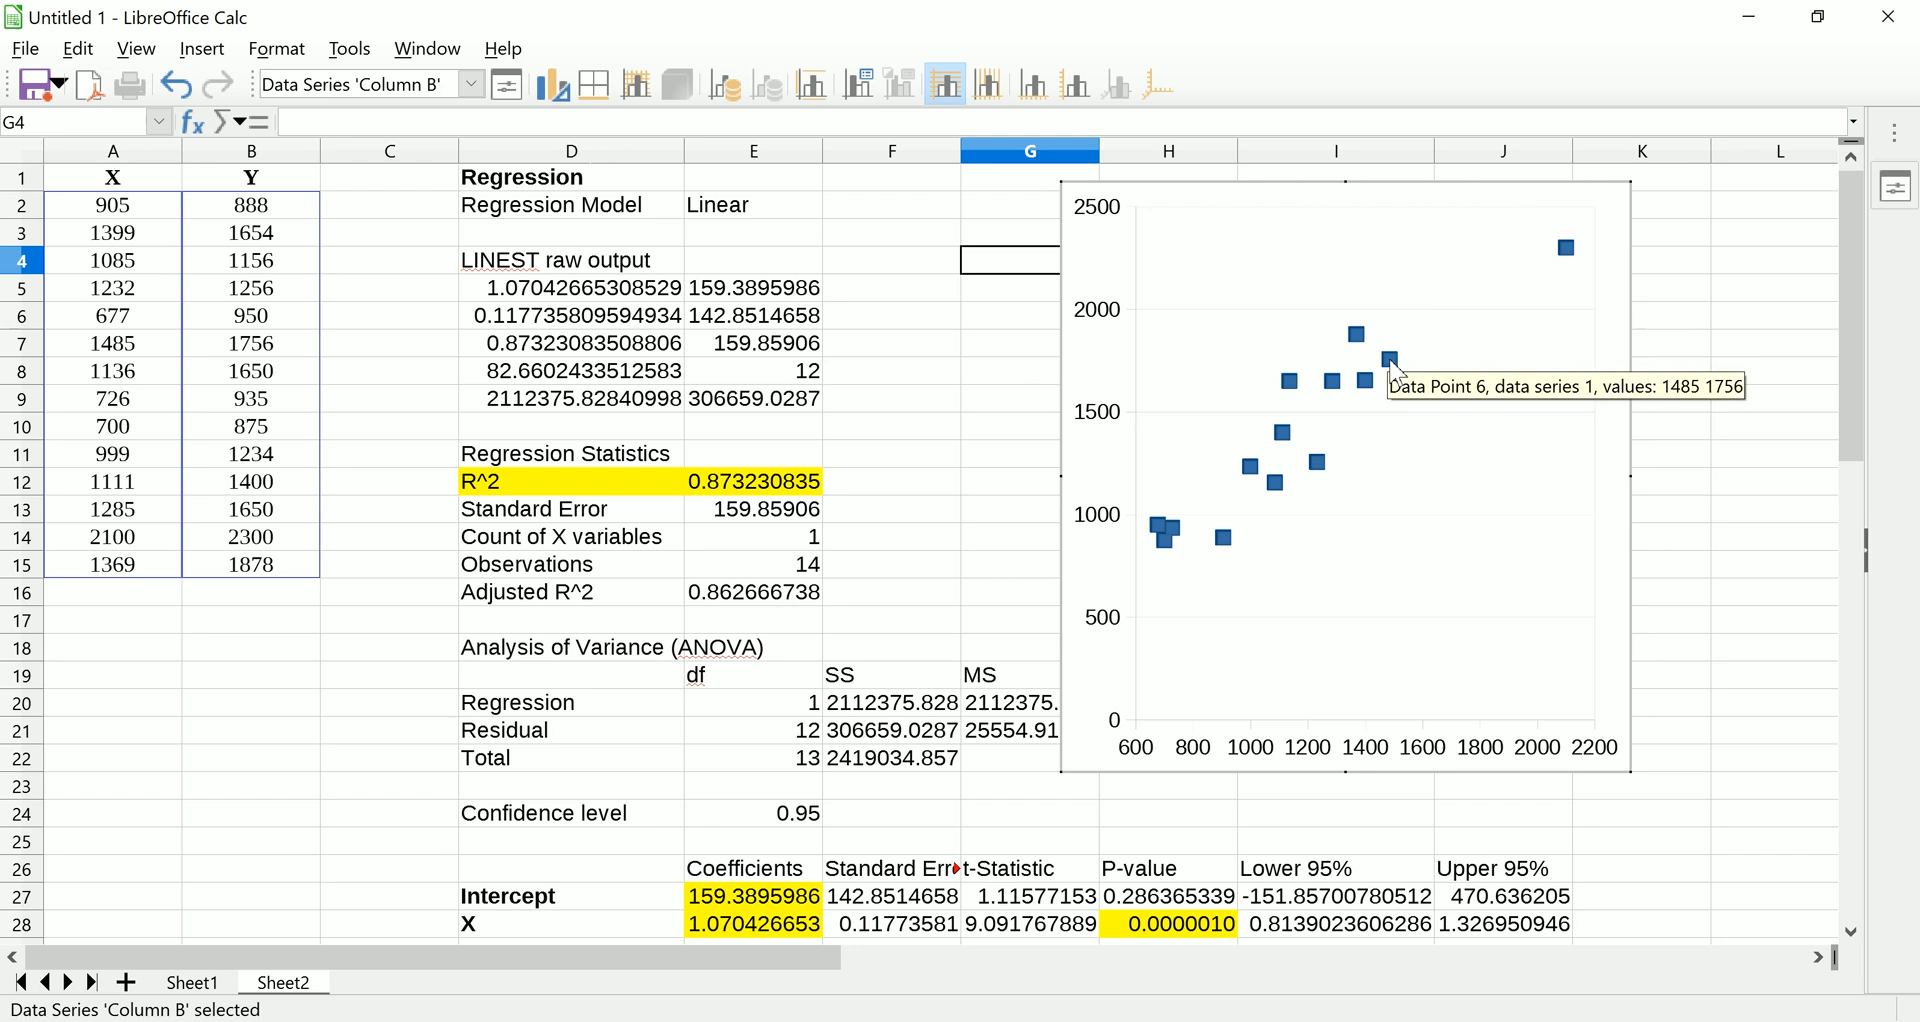 Untitled 1 - LibreOffice Calc
File Edit View Insert Format Tools Window Help
Data Series 'Column B'
G4
A B C D E F G H I J K L
1 X Y Regression
2 905 888 Regression Model Linear
3 1399 1654
4 1085 1156 LINEST raw output
5 1232 1256 1.07042665308529 159.3895986
6 677 950 0.117735809594934 142.8514658
7 1485 1756 0.87323083508806 159.85906
8 1136 1650 82.6602433512583 12
9 726 935 2112375.82840998 306659.0287
10 700 875
11 999 1234 Regression Statistics
12 1111 1400 R^2 0.873230835
13 1285 1650 Standard Error 159.85906
14 2100 2300 Count of X variables 1
15 1369 1878 Observations 14
16 Adjusted R^2 0.862666738
17
18 Analysis of Variance (ANOVA)
19 df SS MS
20 Regression 1 2112375.828 2112375.
21 Residual 12 306659.0287 25554.91
22 Total 13 2419034.857
23
24 Confidence level 0.95
25
26 Coefficients Standard Err t-Statistic P-value Lower 95% Upper 95%
27 Intercept 159.3895986 142.8514658 1.11577153 0.286365339 -151.85700780512 470.636205
28 X 1.070426653 0.11773581 9.091767889 0.0000010 0.8139023606286 1.326950946
2500
2000
1500
1000
500
0
600 800 1000 1200 1400 1600 1800 2000 2200
Data Point 6, data series 1, values: 1485 1756
Sheet1 Sheet2
Data Series 'Column B' selected